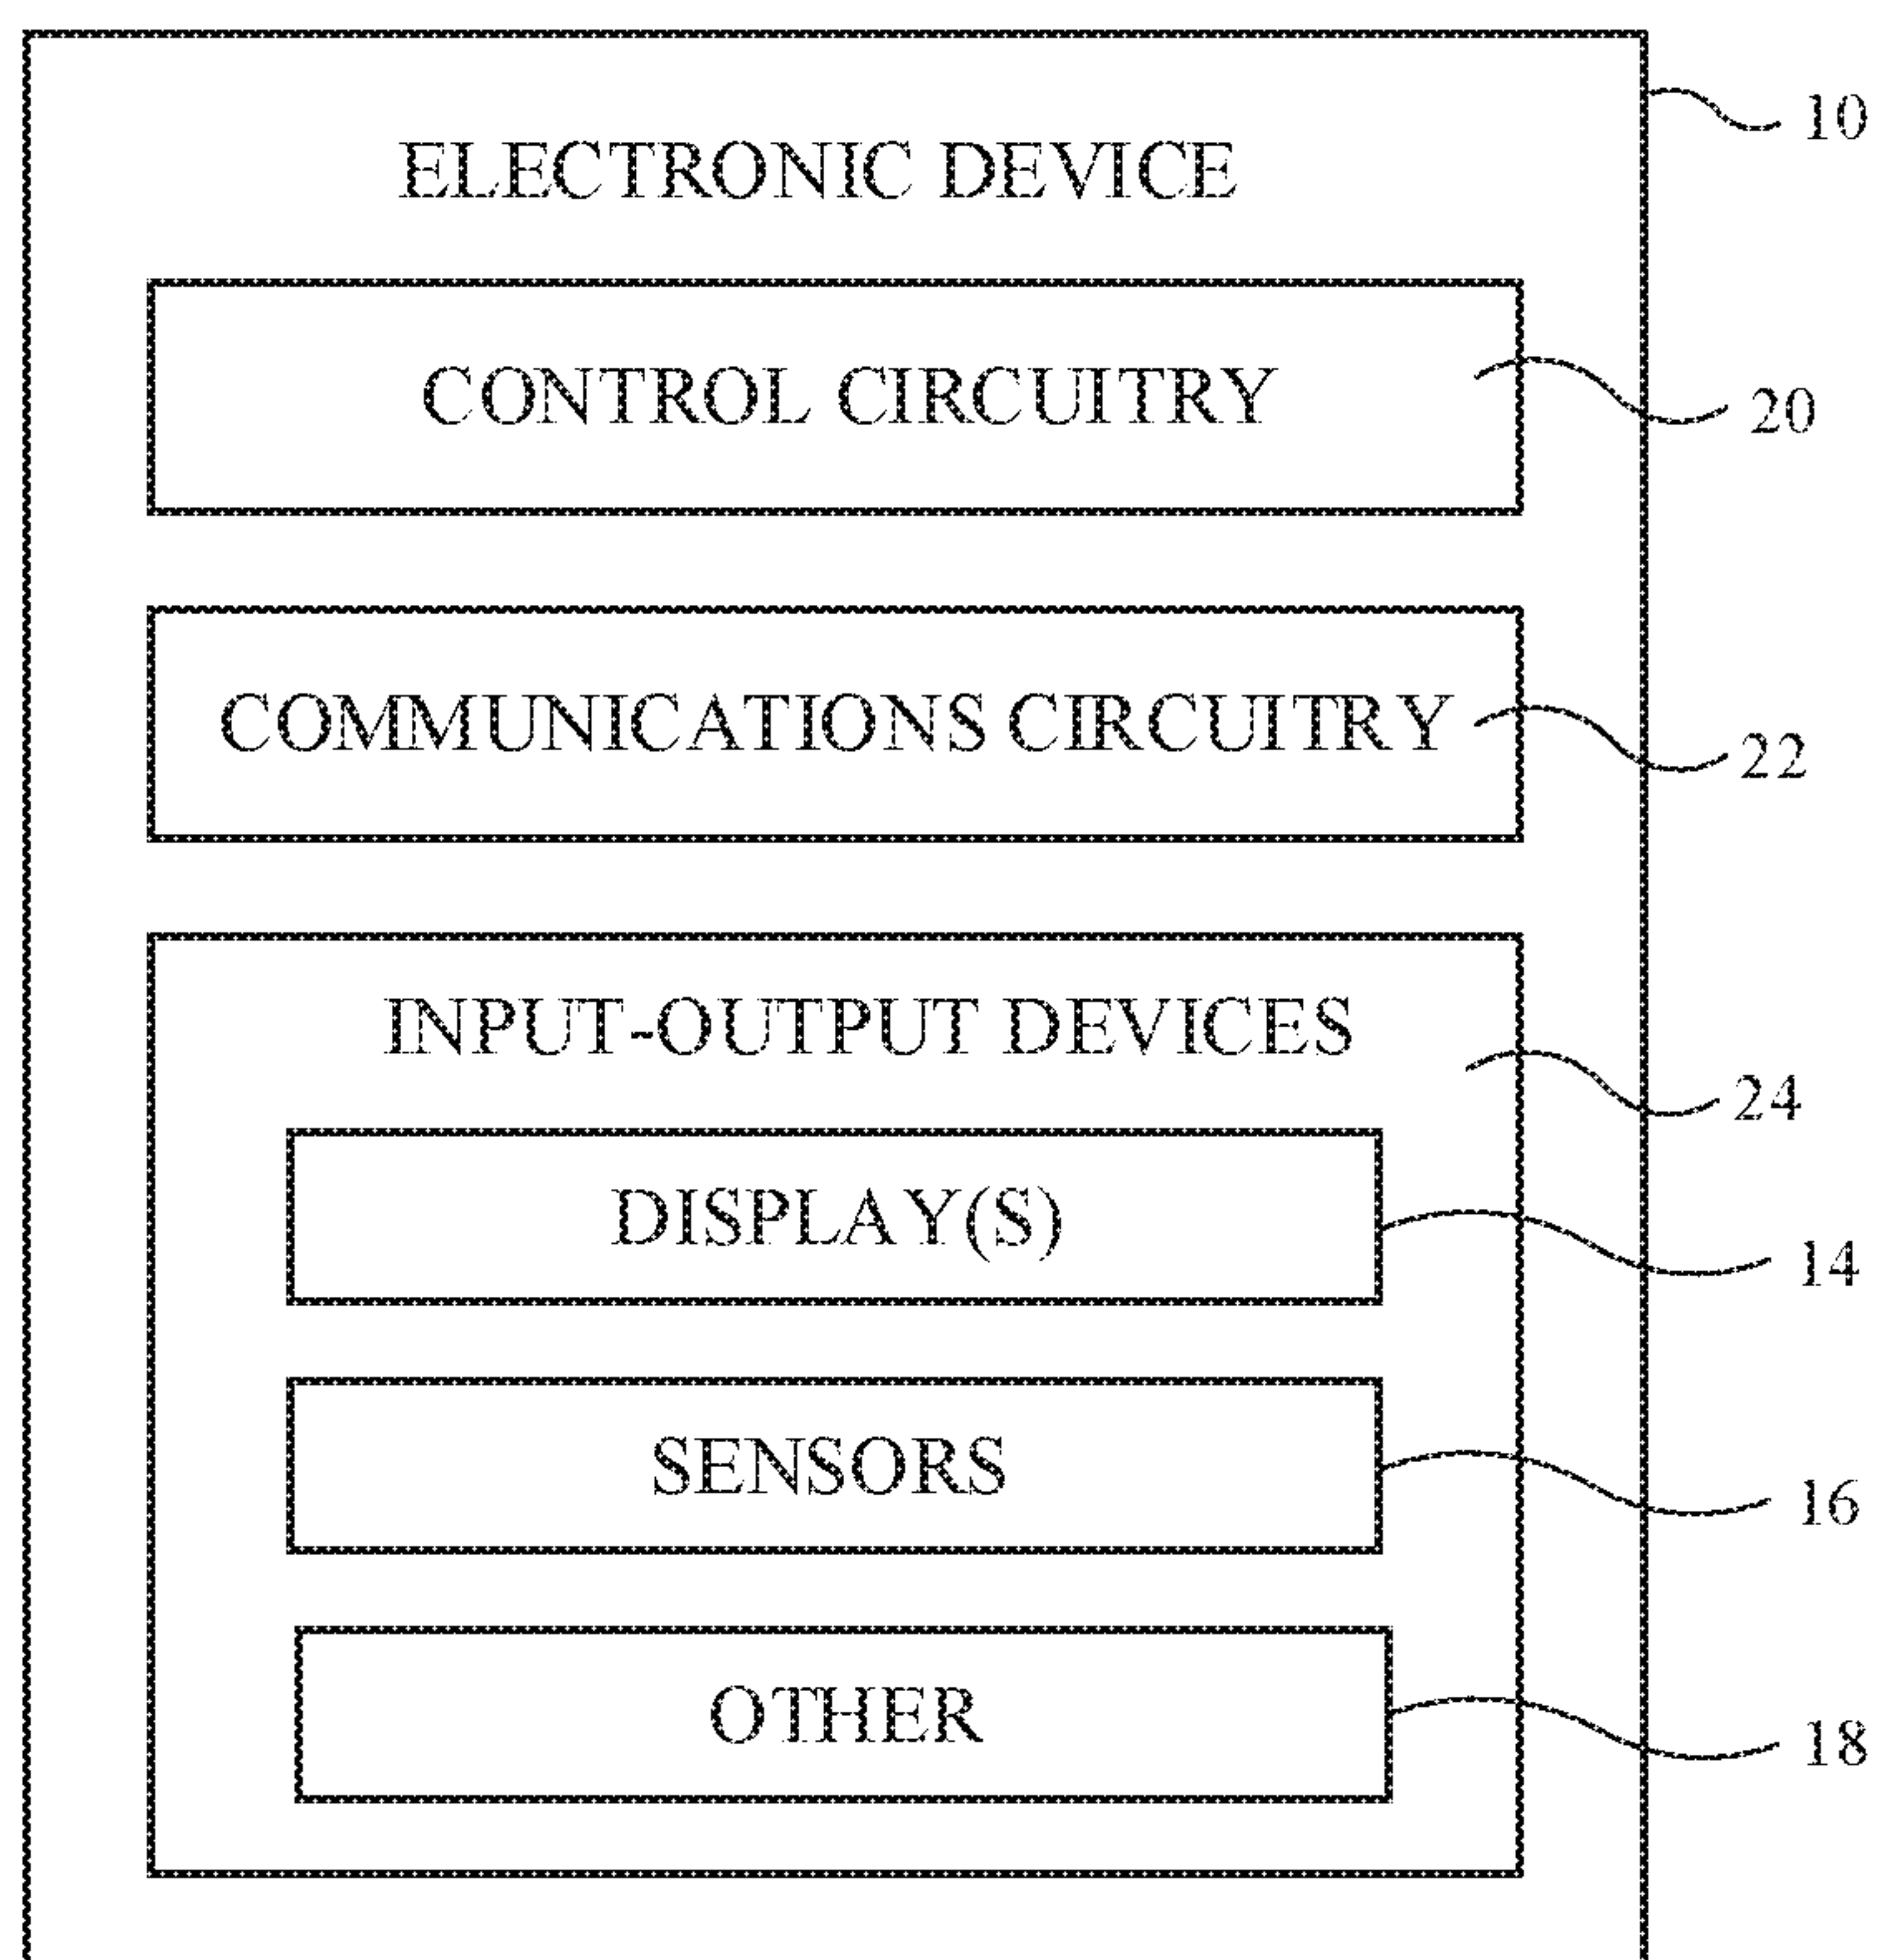 ELECTRONIC DEVICE
10
CONTROL CIRCUITRY
20
COMMUNICATIONS CIRCUITRY
22
INPUT-OUTPUT DEVICES
24
DISPLAY(S)
14
SENSORS
16
OTHER
18